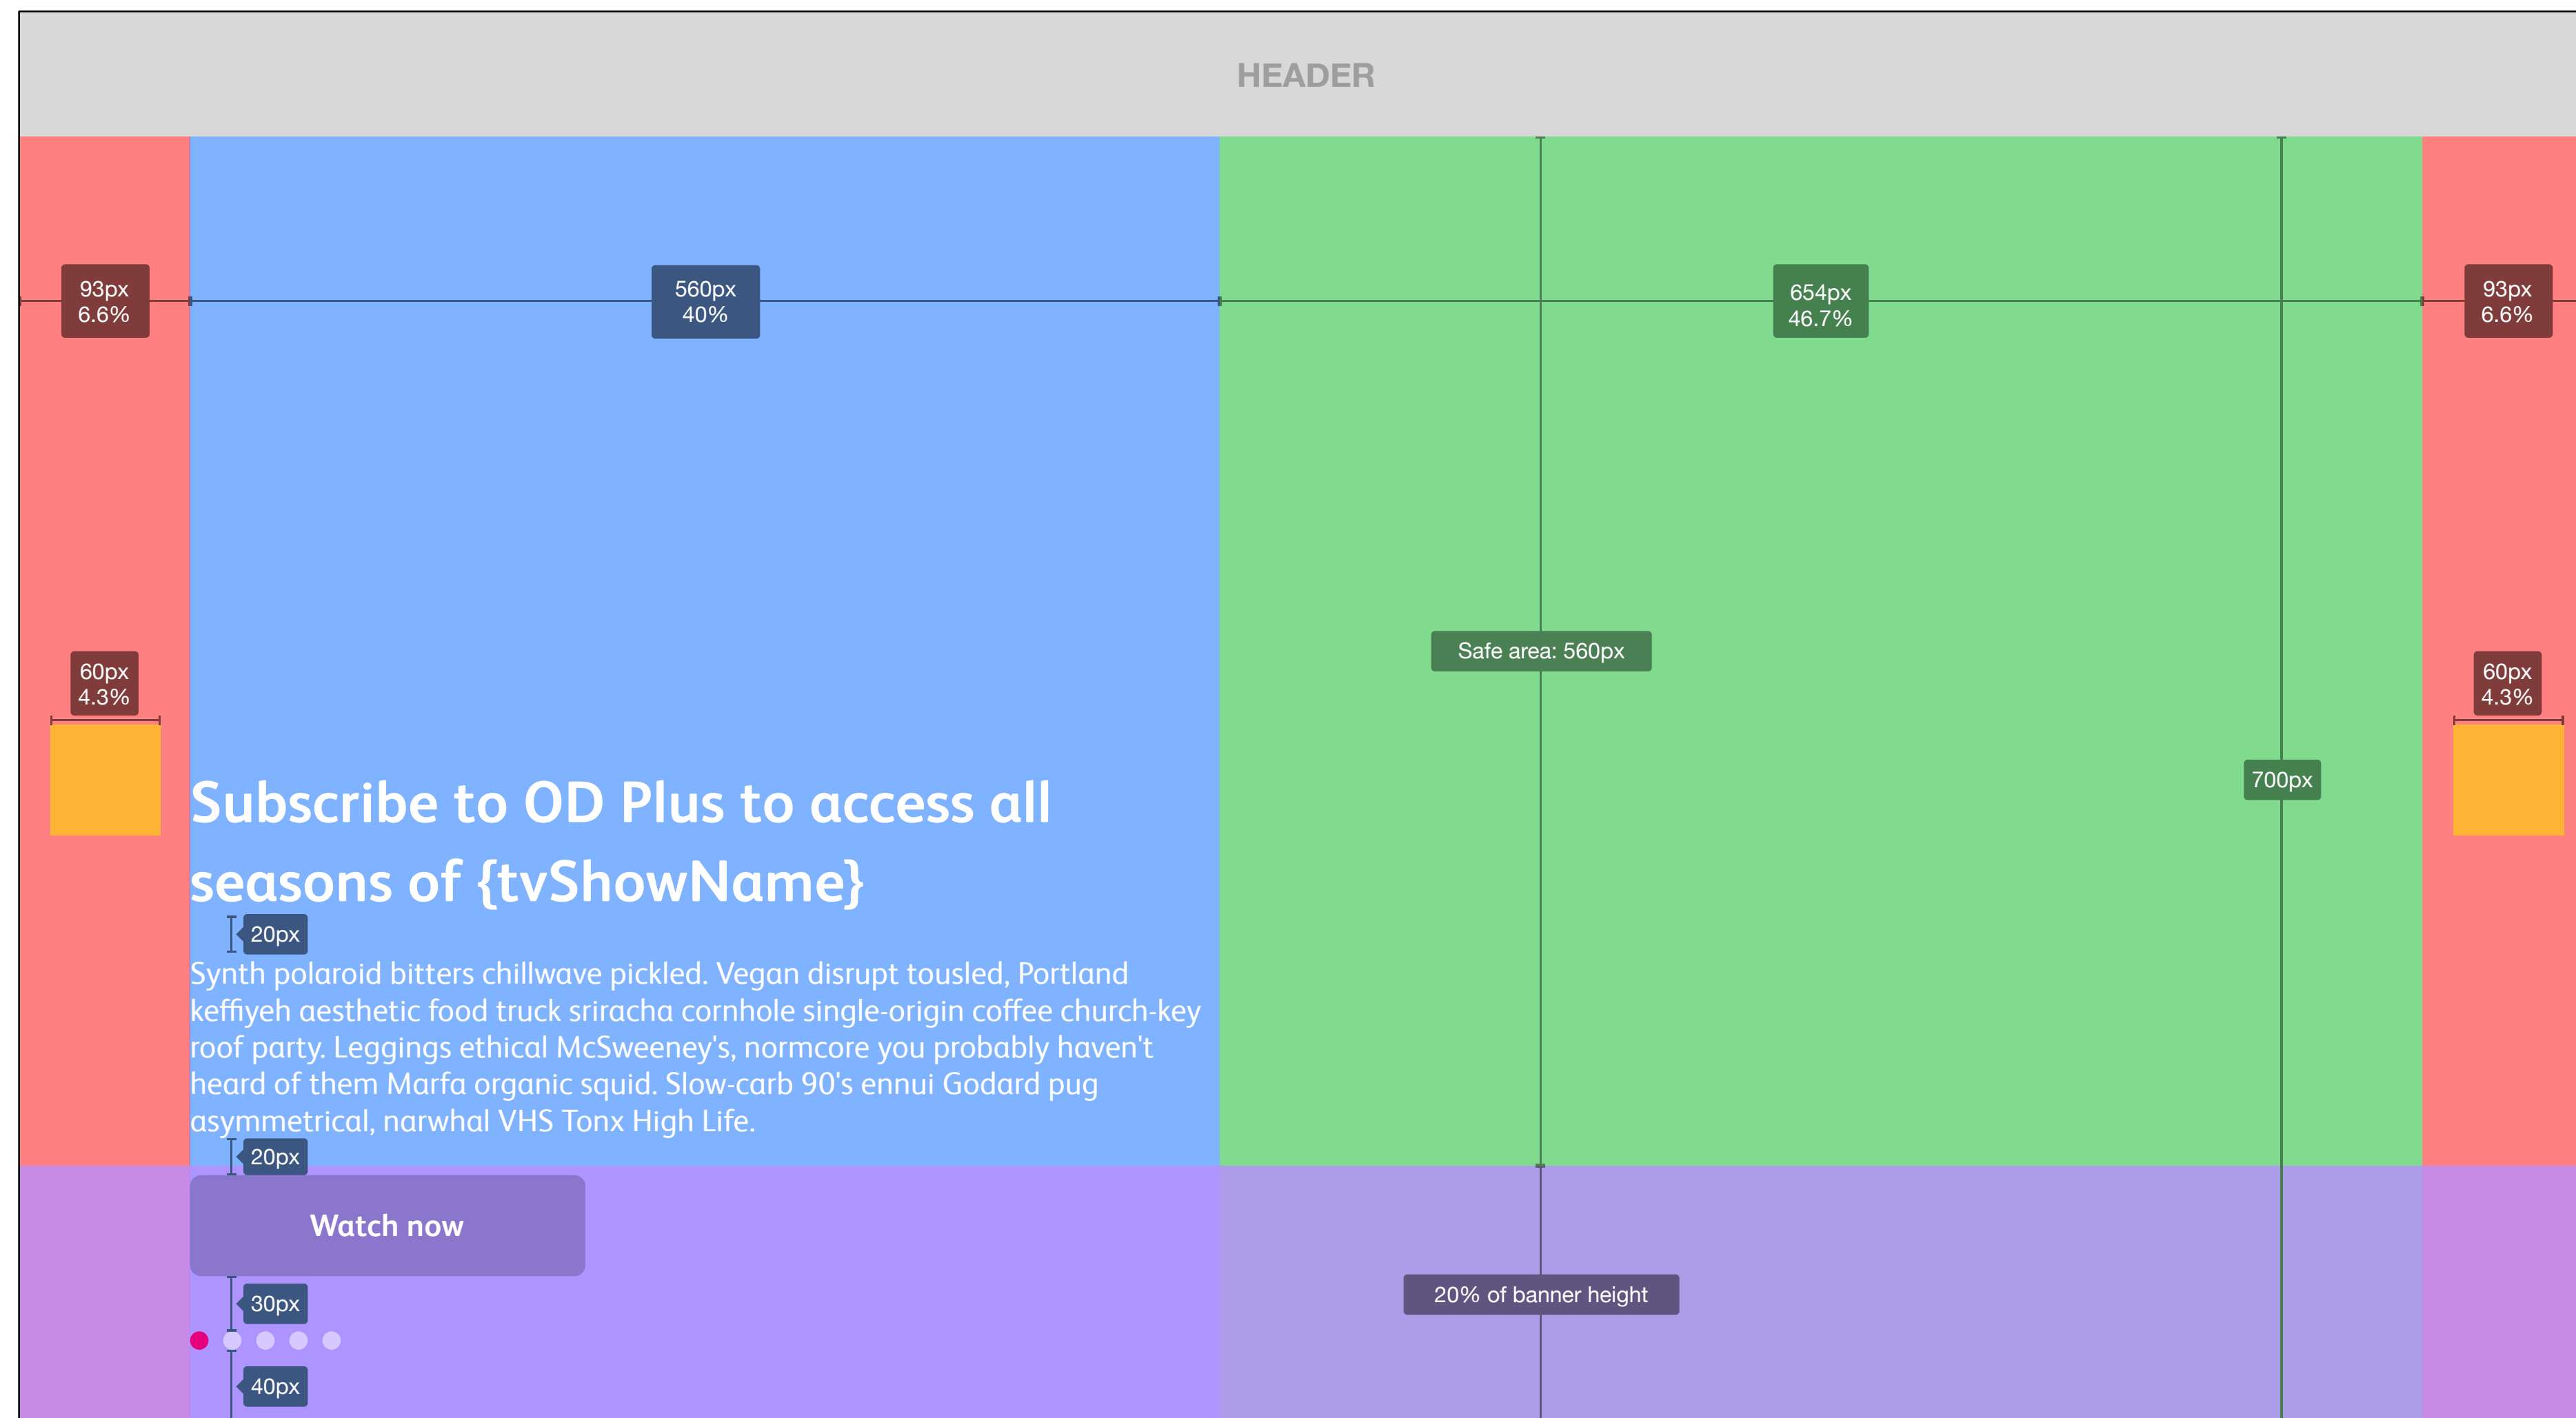 HEADER
93px
6.6%
560px
40%
654px
46.7%
93px
6.6%
Safe area: 560px
60px
4.3%
60px
4.3%
700px
Subscribe to OD Plus to access all
seasons of {tvShowName}
20px
Synth polaroid bitters chillwave pickled. Vegan disrupt tousled, Portland
keffiyeh aesthetic food truck sriracha cornhole single-origin coffee church-key
roof party. Leggings ethical McSweeney's, normcore you probably haven't
heard of them Marfa organic squid. Slow-carb 90's ennui Godard pug
asymmetrical, narwhal VHS Tonx High Life.
20px
Watch now
20% of banner height
30px
40px